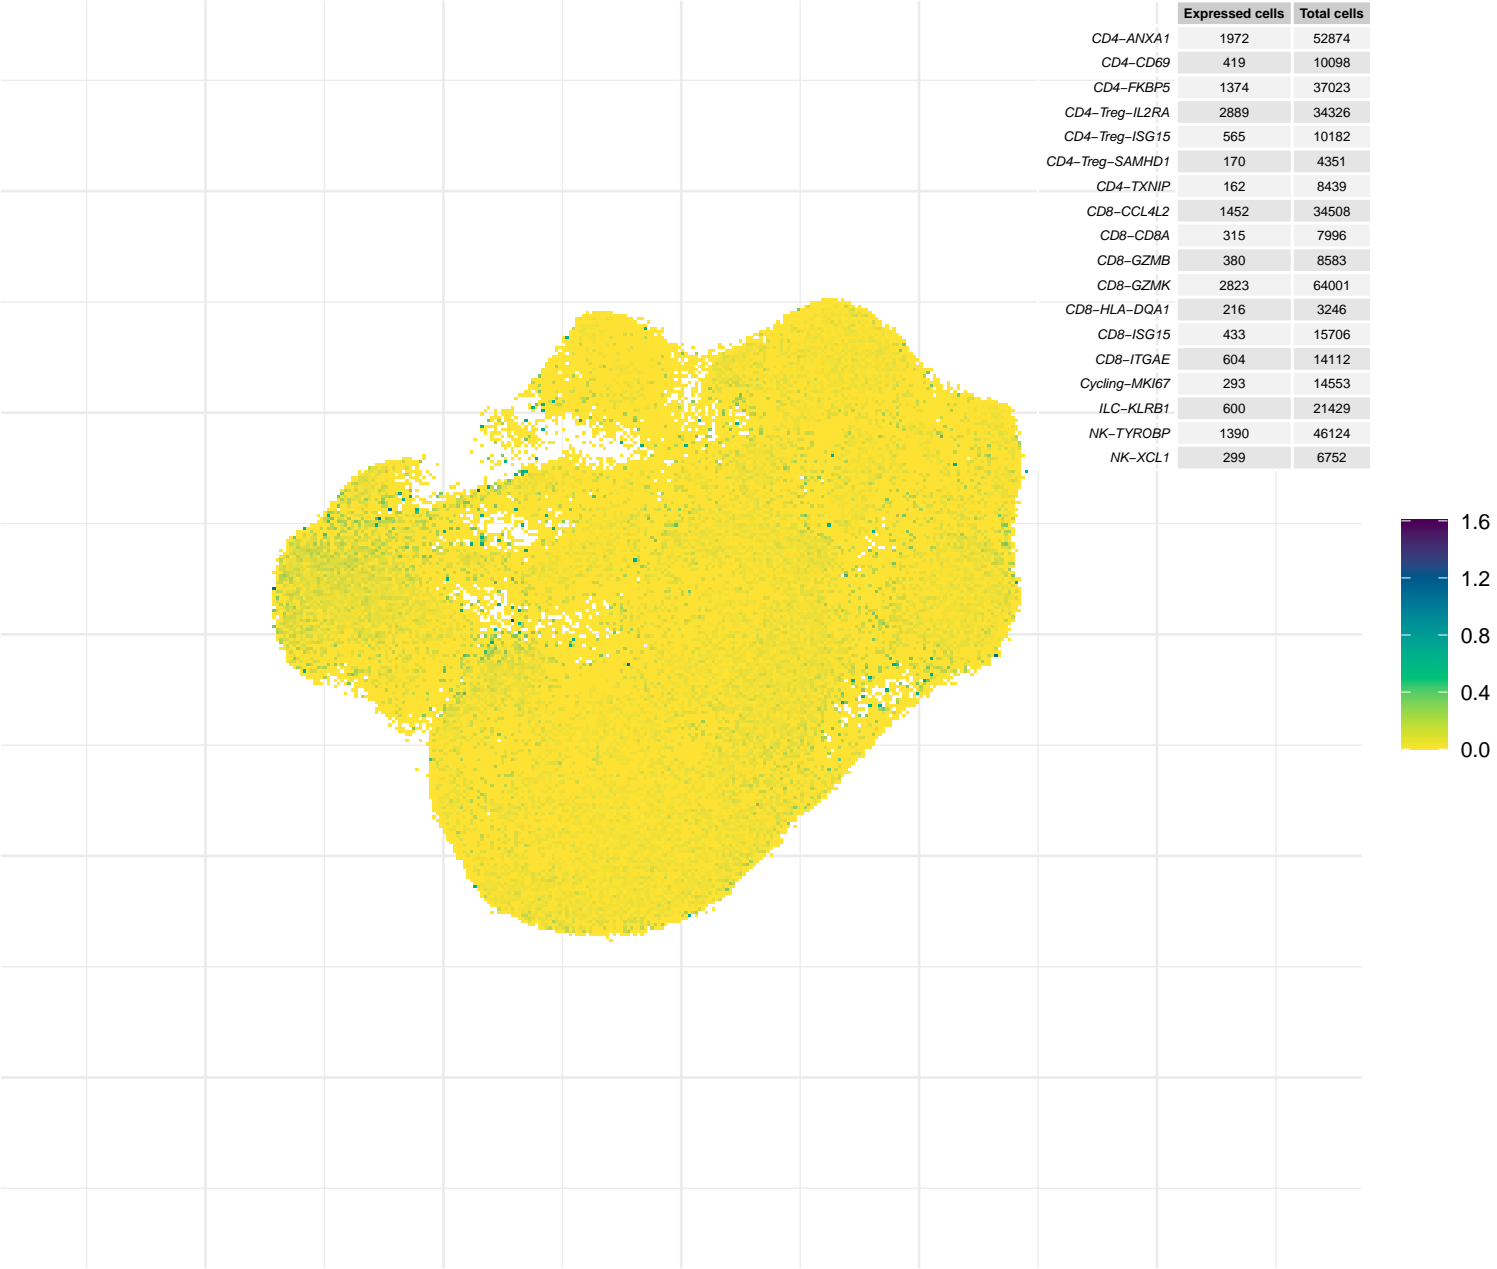 Expressed cells Total cells
CD4−ANXA1 1972 52874
CD4−CD69 419 10098
CD4−FKBP5 1374 37023
CD4−Treg−IL2RA 2889 34326
CD4−Treg−ISG15 565 10182
CD4−Treg−SAMHD1 170 4351
CD4−TXNIP 162 8439
CD8−CCL4L2 1452 34508
CD8−CD8A 315 7996
CD8−GZMB 380 8583
CD8−GZMK 2823 64001
CD8−HLA−DQA1 216 3246
CD8−ISG15 433 15706
CD8−ITGAE 604 14112
Cycling−MKI67 293 14553
ILC−KLRB1 600 21429
NK−TYROBP 1390 46124
NK−XCL1 299 6752
1.6
1.2
0.8
0.4
0.0